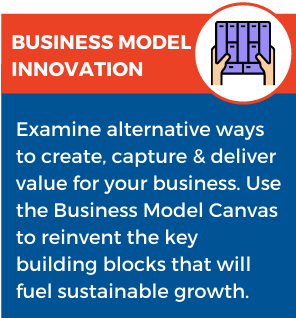 BUSINESS MODEL
INNOVATION
Examine alternative ways
to create, capture & deliver
value for your business. Use
the Business Model Canvas
to reinvent the key
building blocks that will
fuel sustainable growth.